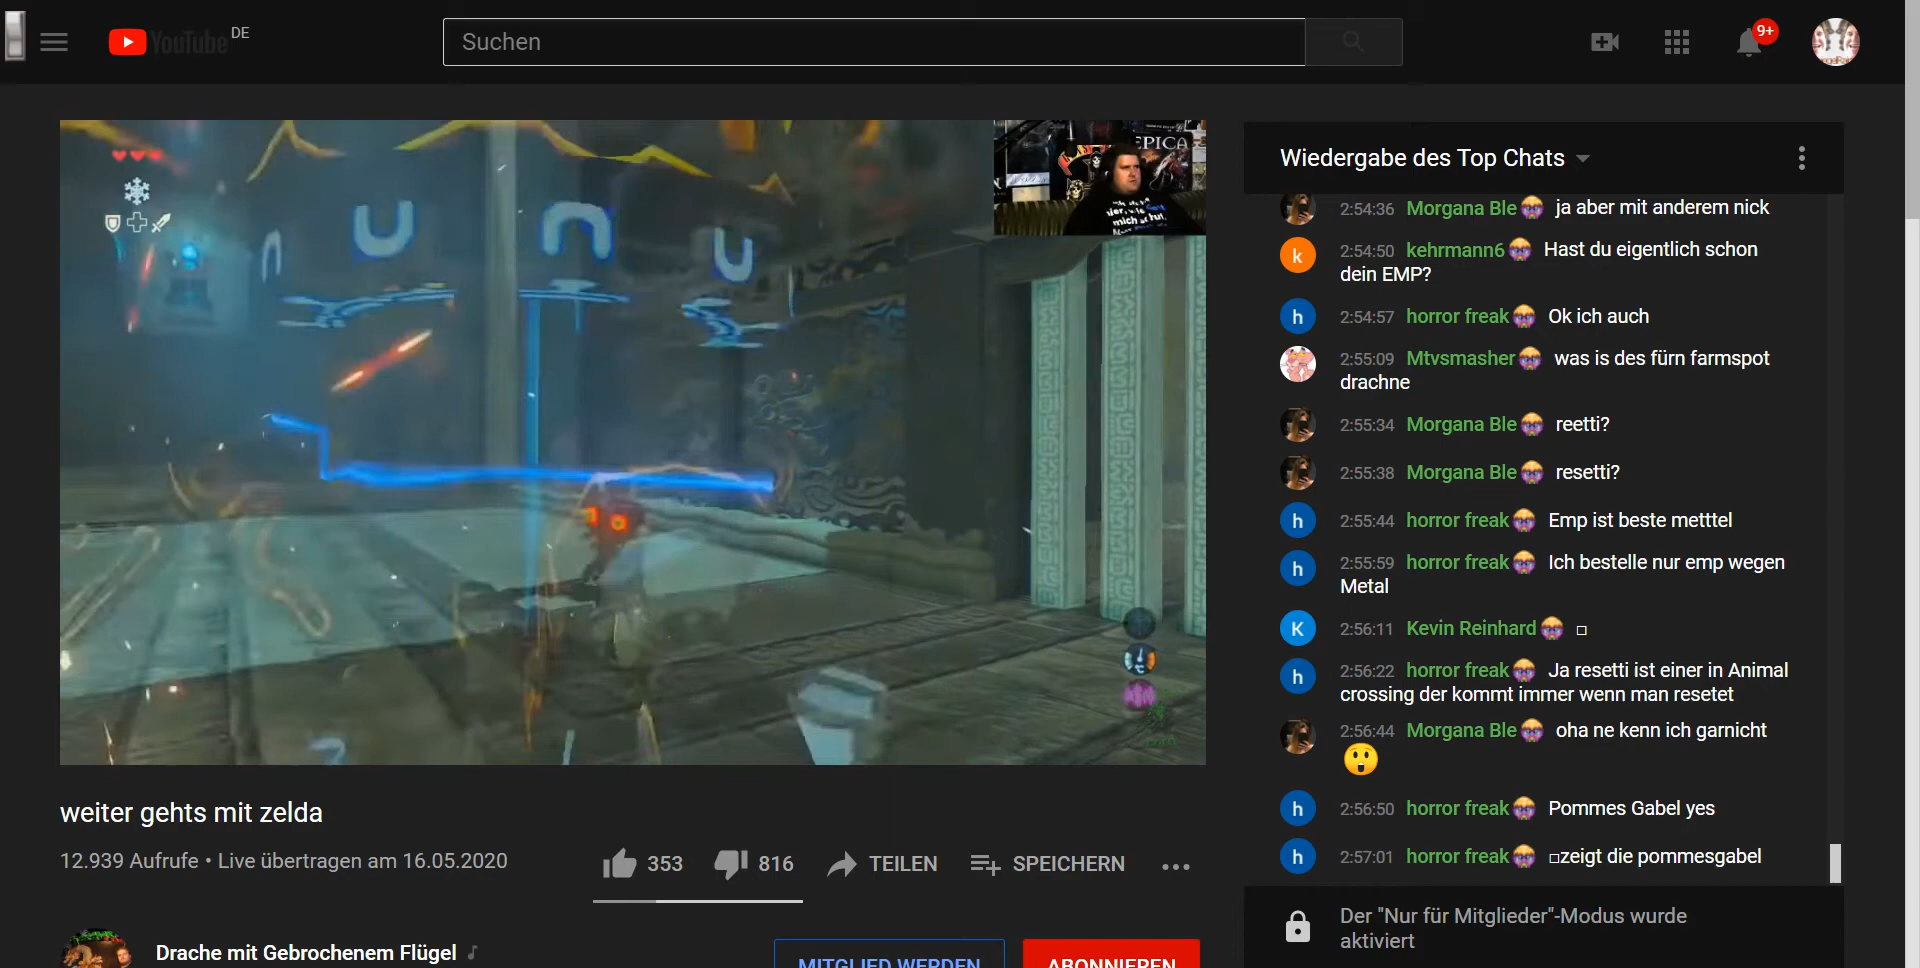 YouTube DE
Suchen
9+
EPICA
mich
hat.
Wiedergabe des Top Chats
2:54:36 Morgana Ble ja aber mit anderem nick
k 2:54:50 kehrmann6 Hast du eigentlich schon
dein EMP?
h 2:54:57 horror freak Ok ich auch
2:55:09 Mtvsmasher was is des fürn farmspot
drachne
2:55:34 Morgana Ble reetti?
2:55:38 Morgana Ble resetti?
h 2:55:44 horror freak Emp ist beste metttel
h 2:55:59 horror freak Ich bestelle nur emp wegen
Metal
K 2:56:11 Kevin Reinhard
h 2:56:22 horror freak Ja resetti ist einer in Animal
crossing der kommt immer wenn man resetet
2:56:44 Morgana Ble oha ne kenn ich garnicht
h 2:56:50 horror freak Pommes Gabel yes
h 2:57:01 horror freak □zeigt die pommesgabel
Der "Nur für Mitglieder"-Modus wurde
aktiviert
weiter gehts mit zelda
12.939 Aufrufe • Live übertragen am 16.05.2020
353 816 TEILEN SPEICHERN
Drache mit Gebrochenem Flügel
MITGLIED WERDEN ABONNIEREN